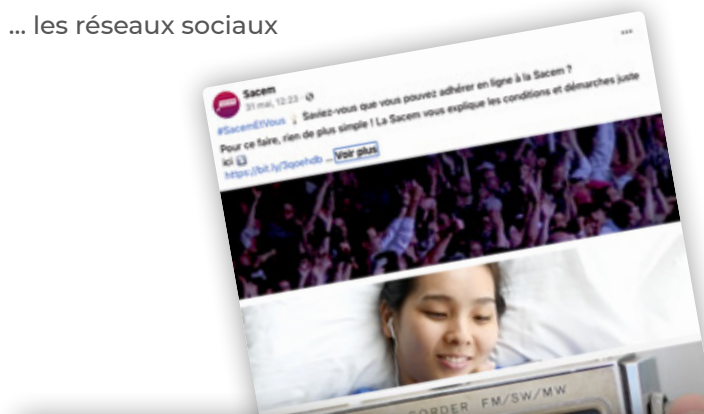 ... les réseaux sociaux
Sacem
31 mai, 12:23
#SacemEtVous Saviez-vous que vous pouvez adhérer en ligne à la Sacem ?
Pour ce faire, rien de plus simple ! La Sacem vous explique les conditions et démarches juste
ici
https://bit.ly/3qoehdb ... Voir plus
CORDER FM/SW/MW